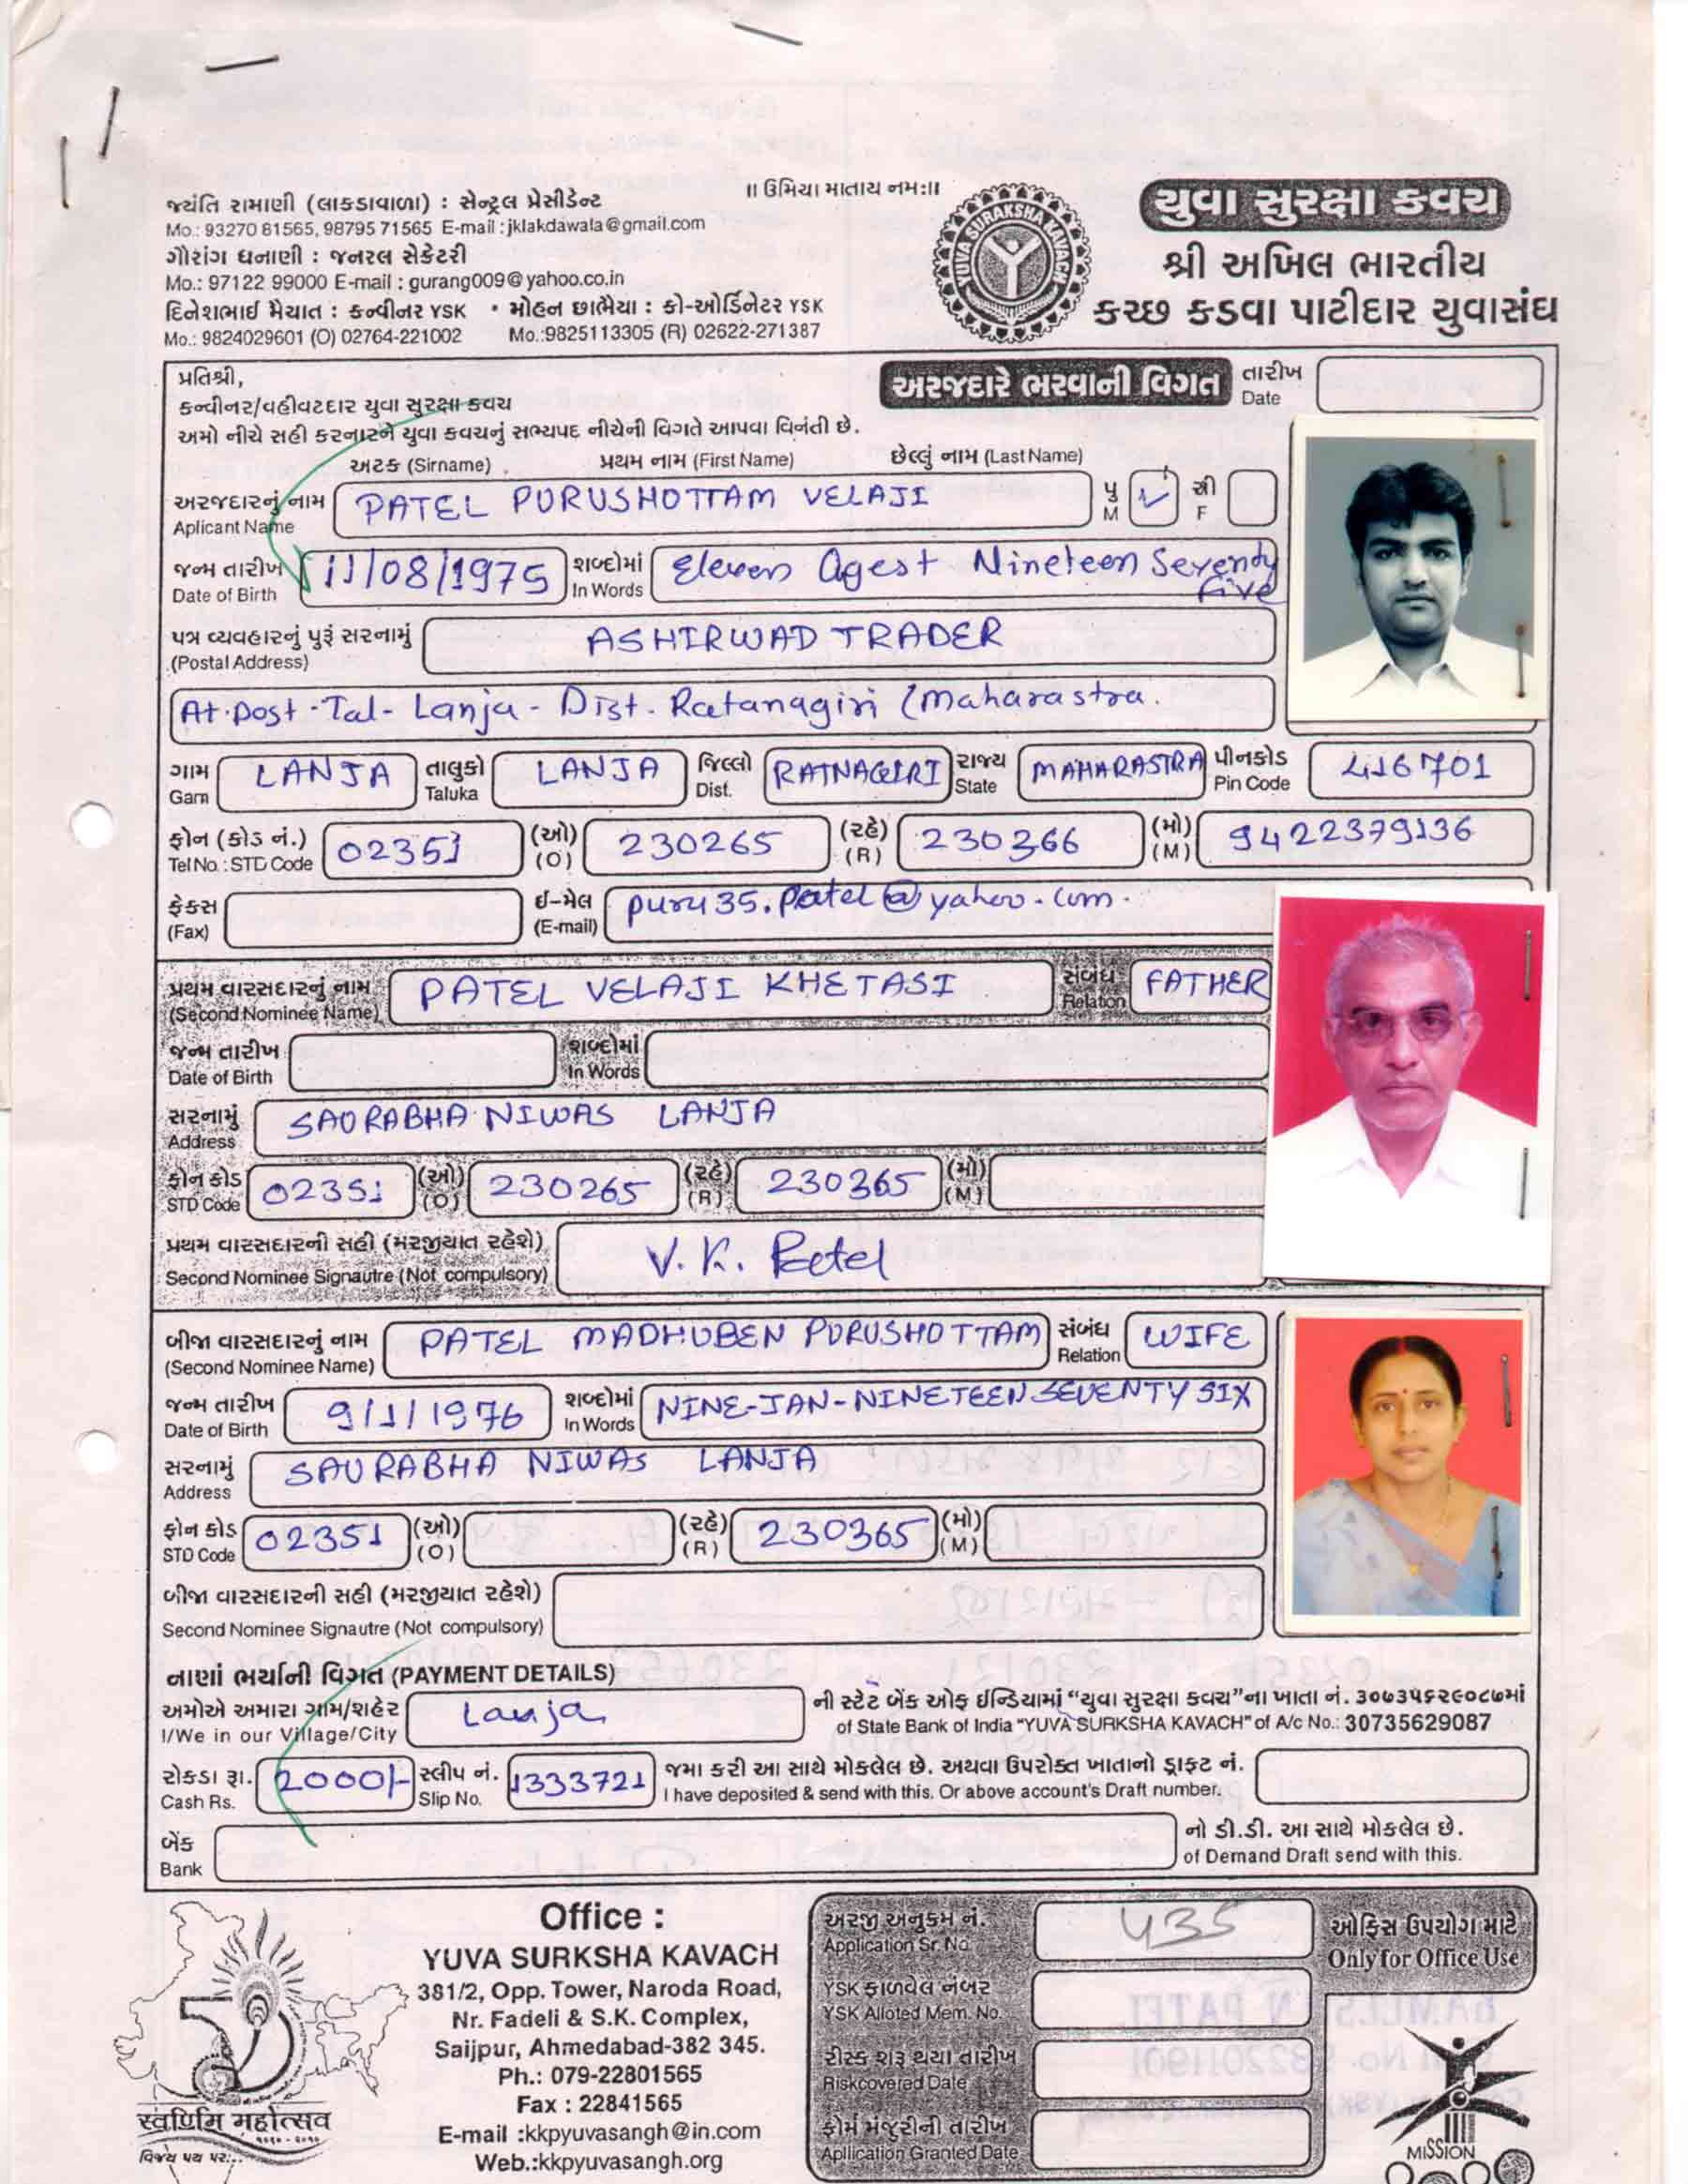 ॥ ઉમિયા માતાય નમઃ॥
જયંતિ રામાણી (લાકડાવાળા) : સેન્ટ્રલ પ્રેસીડેન્ટ
Mo.: 93270 81565, 98795 71565 E-mail : jklakdawala@gmail.com
ગૌરાંગ ધનાણી : જનરલ સેક્રેટરી
Mo.: 97122 99000 E-mail : gurang009@yahoo.co.in
દિનેશભાઈ મૈયાત : કન્વીનર YSK • મોહન છાભૈયા : કો-ઓર્ડિનેટર YSK
Mo.: 9824029601 (O) 02764-221002 Mo.:9825113305 (R) 02622-271387
YUVA SURAKSHA KAVACH
યુવા સુરક્ષા કવચ
શ્રી અખિલ ભારતીય
કચ્છ કડવા પાટીદાર યુવાસંઘ
પ્રતિશ્રી,
અરજદારે ભરવાની વિગત
તારીખ
Date
કન્વીનર/વહીવટદાર યુવા સુરક્ષા કવચ
અમો નીચે સહી કરનારને યુવા કવચનું સભ્યપદ નીચેની વિગતે આપવા વિનંતી છે.
અટક (Sirname) પ્રથમ નામ (First Name) છેલ્લું નામ (Last Name)
અરજદારનું નામ PATEL PURUSHOTTAM VELAJI પુ ✓ સ્ત્રી
Aplicant Name M F
જન્મ તારીખ 11/08/1975 શબ્દોમાં Eleven Agest Nineteen Seventy
Date of Birth In Words Five
પત્ર વ્યવહારનું પુરૂં સરનામું ASHIRWAD TRADER
(Postal Address)
At.post-Tal-Lanja-Dist. Ratanagiri (maharastra.
ગામ LANJA તાલુકો LANJA જિલ્લો RATNAGIRI રાજ્ય MAHARASTRA પીનકોડ 416701
Gam Taluka Dist. State Pin Code
ફોન (કોડ નં.) 02351 (ઓ) 230265 (રહે) 230366 (મો) 9422379136
Tel No.: STD Code (O) (R) (M)
ફેક્સ ઈ-મેલ puru35.patel@yahoo.com.
(Fax) (E-mail)
પ્રથમ વારસદારનું નામ PATEL VELAJI KHETASI સંબંધ FATHER
(Second Nominee Name) Relation
જન્મ તારીખ શબ્દોમાં
Date of Birth In Words
સરનામું SAURABHA NIWAS LANJA
Address
ફોન કોડ 02351 (ઓ) 230265 (રહે) 230365 (મો)
STD Code (O) (R) (M)
પ્રથમ વારસદારની સહી (મરજીયાત રહેશે) V.K. Patel
Second Nominee Signautre (Not compulsory)
બીજા વારસદારનું નામ PATEL MADHUBEN PURUSHOTTAM સંબંધ WIFE
(Second Nominee Name) Relation
જન્મ તારીખ 9/1/1976 શબ્દોમાં NINE-JAN-NINETEEN SEVENTY SIX
Date of Birth In Words
સરનામું SAURABHA NIWAS LANJA
Address
ફોન કોડ 02351 (ઓ) (રહે) 230365 (મો)
STD Code (O) (R) (M)
બીજા વારસદારની સહી (મરજીયાત રહેશે)
Second Nominee Signautre (Not compulsory)
નાણાં ભર્યાની વિગત (PAYMENT DETAILS)
અમોએ અમારા ગામ/શહેર Lanja ની સ્ટેટ બેંક ઓફ ઈન્ડિયામાં “યુવા સુરક્ષા કવચ”ના ખાતા નં. ૩૦૭૩૫૬૨૯૦૮૭માં
I/We in our Village/City of State Bank of India "YUVA SURKSHA KAVACH" of A/c No.: 30735629087
રોકડા રૂા. 2000/- સ્લીપ નં. 1333721 જમા કરી આ સાથે મોકલેલ છે. અથવા ઉપરોક્ત ખાતાનો ડ્રાફ્ટ નં.
Cash Rs. Slip No. I have deposited & send with this. Or above account's Draft number.
બેંક નો ડી.ડી. આ સાથે મોકલેલ છે.
Bank of Demand Draft send with this.
સ્વર્ણિમ મહોત્સવ
વિજય પથ પર...
Office :
YUVA SURKSHA KAVACH
381/2, Opp. Tower, Naroda Road,
Nr. Fadeli & S.K. Complex,
Saijpur, Ahmedabad-382 345.
Ph.: 079-22801565
Fax : 22841565
E-mail :kkpyuvasangh@in.com
Web.:kkpyuvasangh.org
અરજી અનુક્રમ નં. 435
Application Sr. No.
YSK ફાળવેલ નંબર
YSK Alloted Mem. No.
રીસ્ક શરૂ થયા તારીખ
Riskcovered Date
ફોર્મ મંજુરીની તારીખ
Apllication Granted Date
ઓફિસ ઉપયોગ માટે
Only for Office Use
MISSION